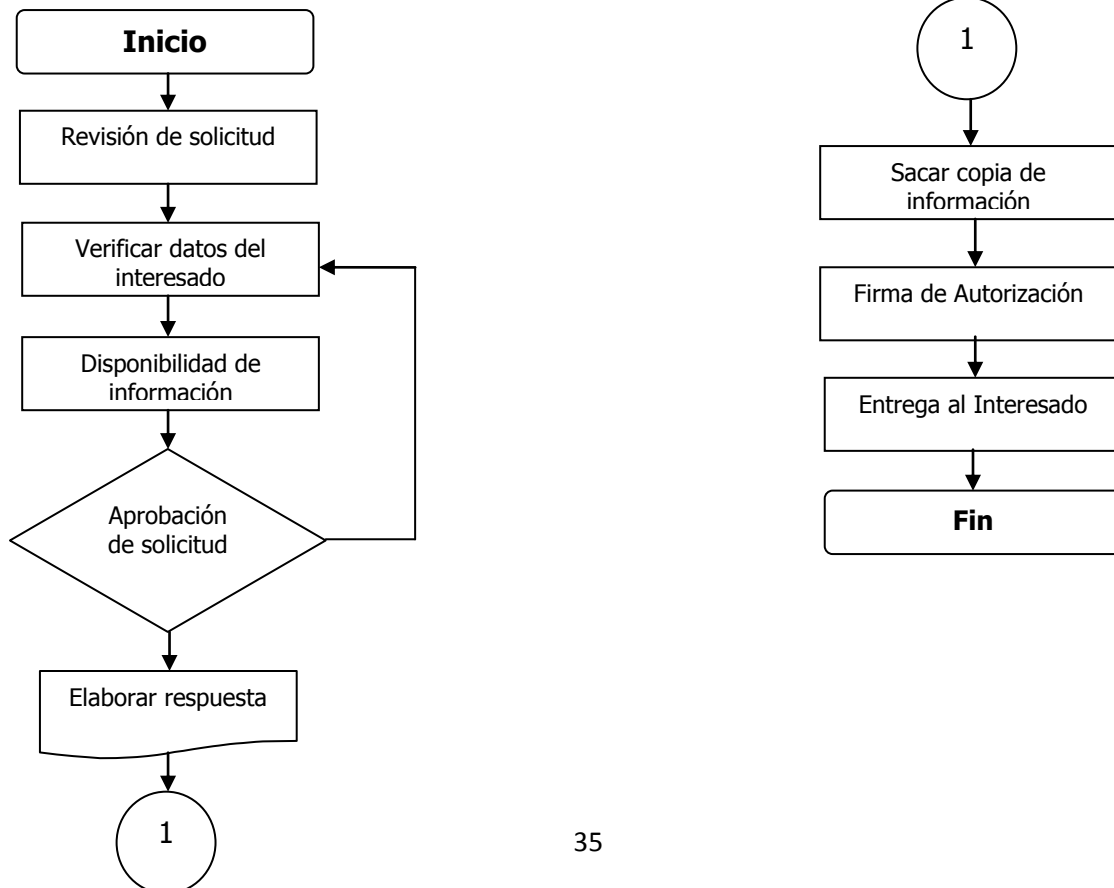 Inicio
Revisión de solicitud
Verificar datos del
interesado
Disponibilidad de
información
Aprobación
de solicitud
Elaborar respuesta
1
1
Sacar copia de
información
Firma de Autorización
Entrega al Interesado
Fin
35